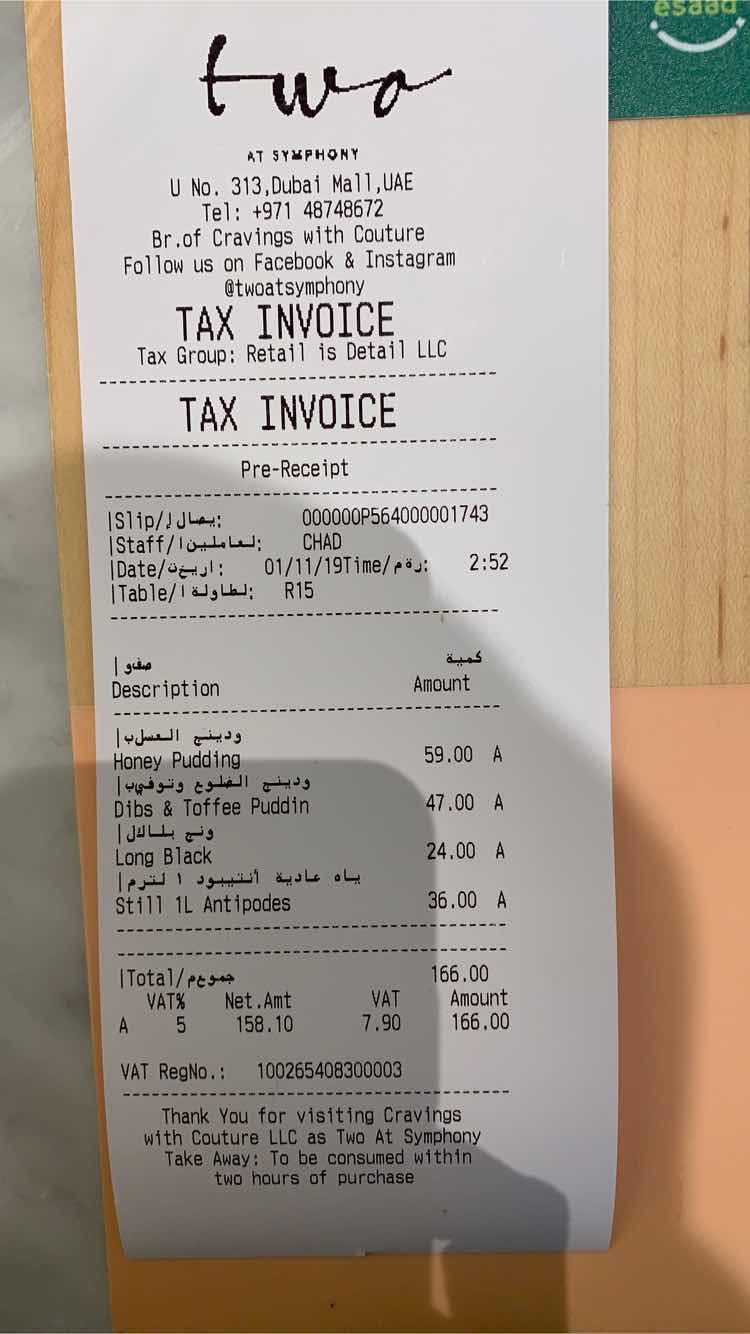 esaad
two
AT SYMPHONY
U No. 313,Dubai Mall,UAE
Tel: +971 48748672
Br.of Cravings with Couture
Follow us on Facebook & Instagram
@twoatsymphony
TAX INVOICE
Tax Group: Retail is Detail LLC
TAX INVOICE
Pre-Receipt
|Slip/يصال إ: 000000P564000001743
|Staff/لعاملين ا: CHAD
|Date/اريخ ت: 01/11/19Time/رقم: 2:52
|Table/لطاولة ا: R15
|صفو كمية
Description Amount
|ودينج العسل ب
Honey Pudding 59.00 A
|ودينج الفلوع وتوفي ب
Dibs & Toffee Puddin 47.00 A
|ونج بلاك ل
Long Black 24.00 A
|ياه عادية أنتيبود ١ لتر م
Still 1L Antipodes 36.00 A
|Total/جموع م 166.00
VAT% Net.Amt VAT Amount
A 5 158.10 7.90 166.00
VAT RegNo.: 100265408300003
Thank You for visiting Cravings
with Couture LLC as Two At Symphony
Take Away: To be consumed within
two hours of purchase